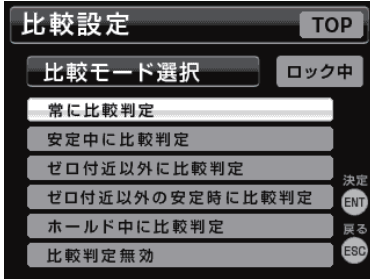 比較設定
TOP
比較モード選択
ロック中
常に比較判定
安定中に比較判定
ゼロ付近以外に比較判定
ゼロ付近以外の安定時に比較判定
ホールド中に比較判定
比較判定無効
決定
ENT
戻る
ESC